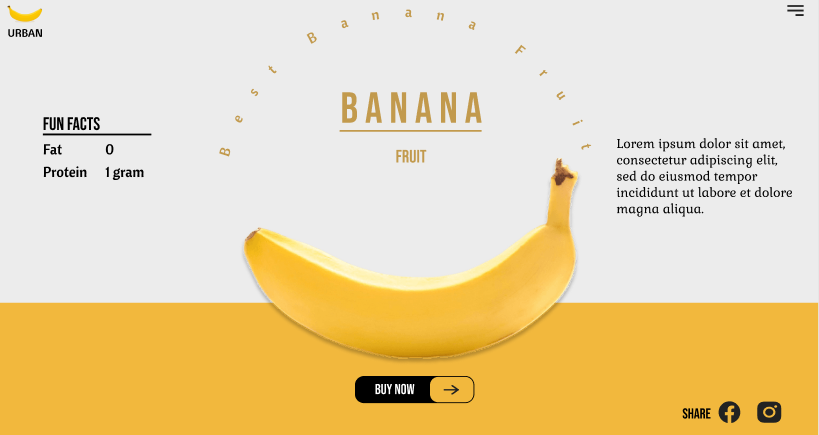 URBAN
Best Banana Fruit
BANANA
FRUIT
FUN FACTS
Fat 0
Protein 1 gram
Lorem ipsum dolor sit amet,
consectetur adipiscing elit,
sed do eiusmod tempor
incididunt ut labore et dolore
magna aliqua.
BUY NOW
SHARE